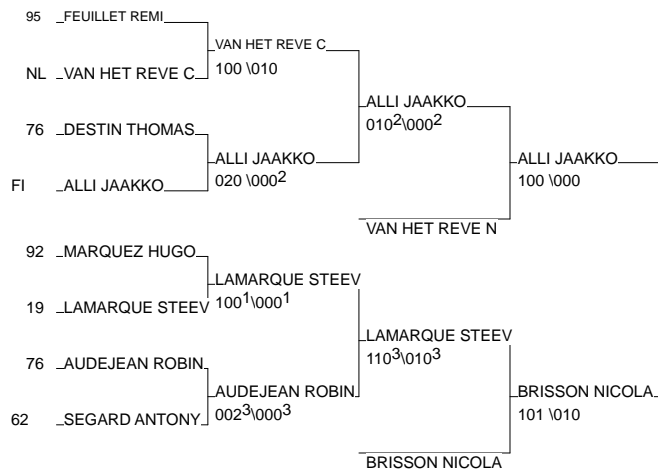 95 FEUILLET REMI
VAN HET REVE C
NL VAN HET REVE C
100 \010
ALLI JAAKKO
010²\000²
76 DESTIN THOMAS
ALLI JAAKKO
020 \000²
FI ALLI JAAKKO
ALLI JAAKKO
100 \000
VAN HET REVE N
92 MARQUEZ HUGO
LAMARQUE STEEV
100¹\000¹
19 LAMARQUE STEEV
LAMARQUE STEEV
110³\010³
76 AUDEJEAN ROBIN
AUDEJEAN ROBIN
002³\000³
62 SEGARD ANTONY
BRISSON NICOLA
101 \010
BRISSON NICOLA